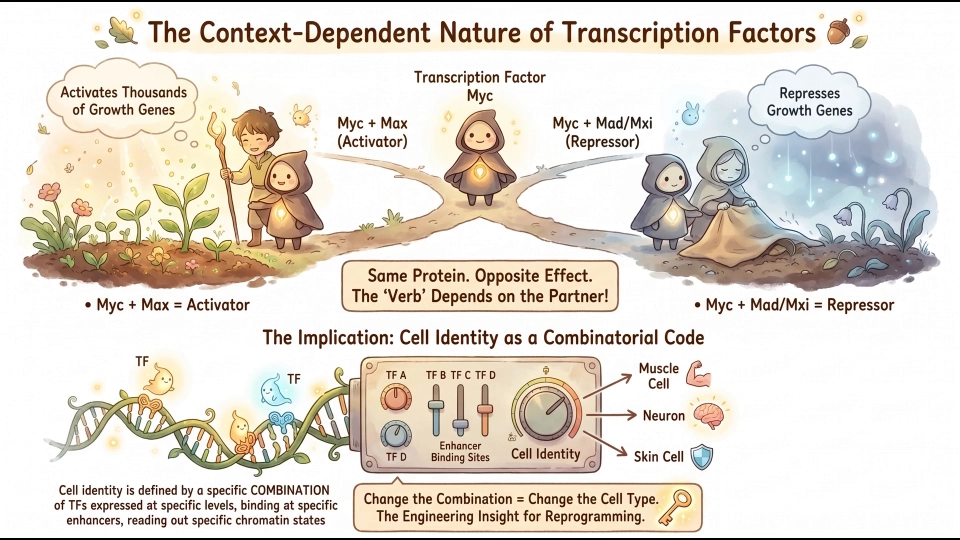 The Context-Dependent Nature of Transcription Factors
Activates Thousands
of Growth Genes
Myc + Max
(Activator)
Transcription Factor
Myc
Myc + Mad/Mxi
(Repressor)
Represses
Growth Genes
Same Protein. Opposite Effect.
The ‘Verb’ Depends on the Partner!
• Myc + Max = Activator
• Myc + Mad/Mxi = Repressor
The Implication: Cell Identity as a Combinatorial Code
TF
TF
TF A
TF B TF C TF D
TF D
Enhancer
Binding Sites
Cell Identity
Muscle
Cell
Neuron
Skin Cell
Cell identity is defined by a specific COMBINATION
of TFs expressed at specific levels, binding at specific
enhancers, reading out specific chromatin states
Change the Combination = Change the Cell Type.
The Engineering Insight for Reprogramming.